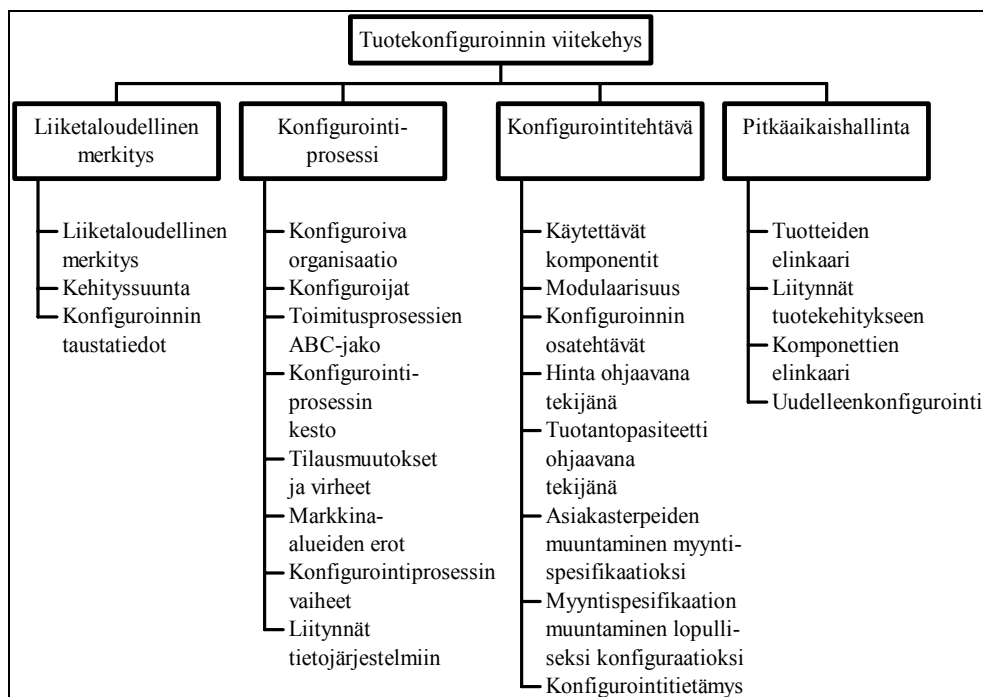 Tuotekonfiguroinnin viitekehys
Liiketaloudellinen
merkitys
Liiketaloudellinen
merkitys
Kehityssuunta
Konfiguroinnin
taustatiedot
Konfigurointi-
prosessi
Konfiguroiva
organisaatio
Konfiguroijat
Toimitusprosessien
ABC-jako
Konfigurointi-
prosessin
kesto
Tilausmuutokset
ja virheet
Markkina-
alueiden erot
Konfigurointiprosessin
vaiheet
Liitynnät
tietojärjestelmiin
Konfigurointitehtävä
Käytettävät
komponentit
Modulaarisuus
Konfiguroinnin
osatehtävät
Hinta ohjaavana
tekijänä
Tuotantopasiteetti
ohjaavana
tekijänä
Asiakasterpeiden
muuntaminen myynti-
spesifikaatioksi
Myyntispesifikaation
muuntaminen lopulli-
seksi konfiguraatioksi
Konfigurointitietämys
Pitkäaikaishallinta
Tuotteiden
elinkaari
Liitynnät
tuotekehitykseen
Komponettien
elinkaari
Uudelleenkonfigurointi